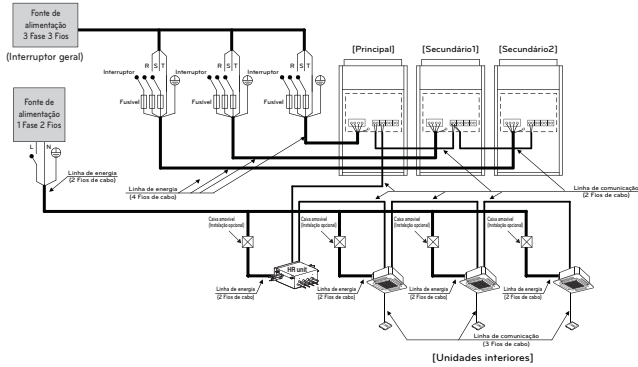 Fonte de
alimentação
3 Fase 3 Fios
(Interruptor geral)
R S T
R S T
R S T
Interruptor
Interruptor
Interruptor
Fusível
Fusível
Fusível
[Principal]
[Secundário1]
[Secundário2]
Fonte de
alimentação
1 Fase 2 Fios
L
N
Linha de energia
(2 Fios de cabo)
Linha de energia
(4 Fios de cabo)
Linha de comunicação
(2 Fios de cabo)
Caixa amovível
(Instalação opcional)
Caixa amovível
(Instalação opcional)
Caixa amovível
(Instalação opcional)
Caixa amovível
(Instalação opcional)
HR unit
Linha de energia
(2 Fios de cabo)
Linha de energia
(2 Fios de cabo)
Linha de energia
(2 Fios de cabo)
Linha de energia
(2 Fios de cabo)
Linha de comunicação
(3 Fios de cabo)
[Unidades interiores]